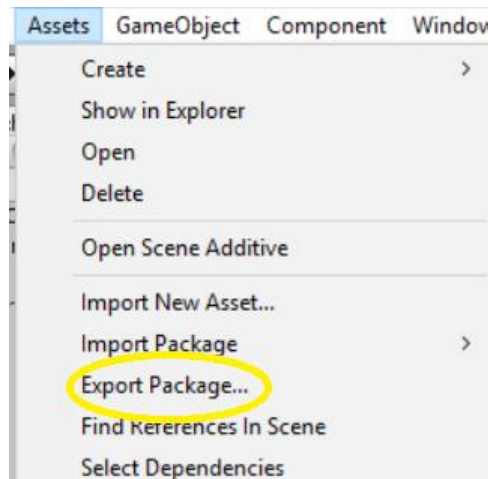 Assets GameObject Component Window
Create >
Show in Explorer
Open
Delete
Open Scene Additive
Import New Asset...
Import Package >
Export Package...
Find References In Scene
Select Dependencies